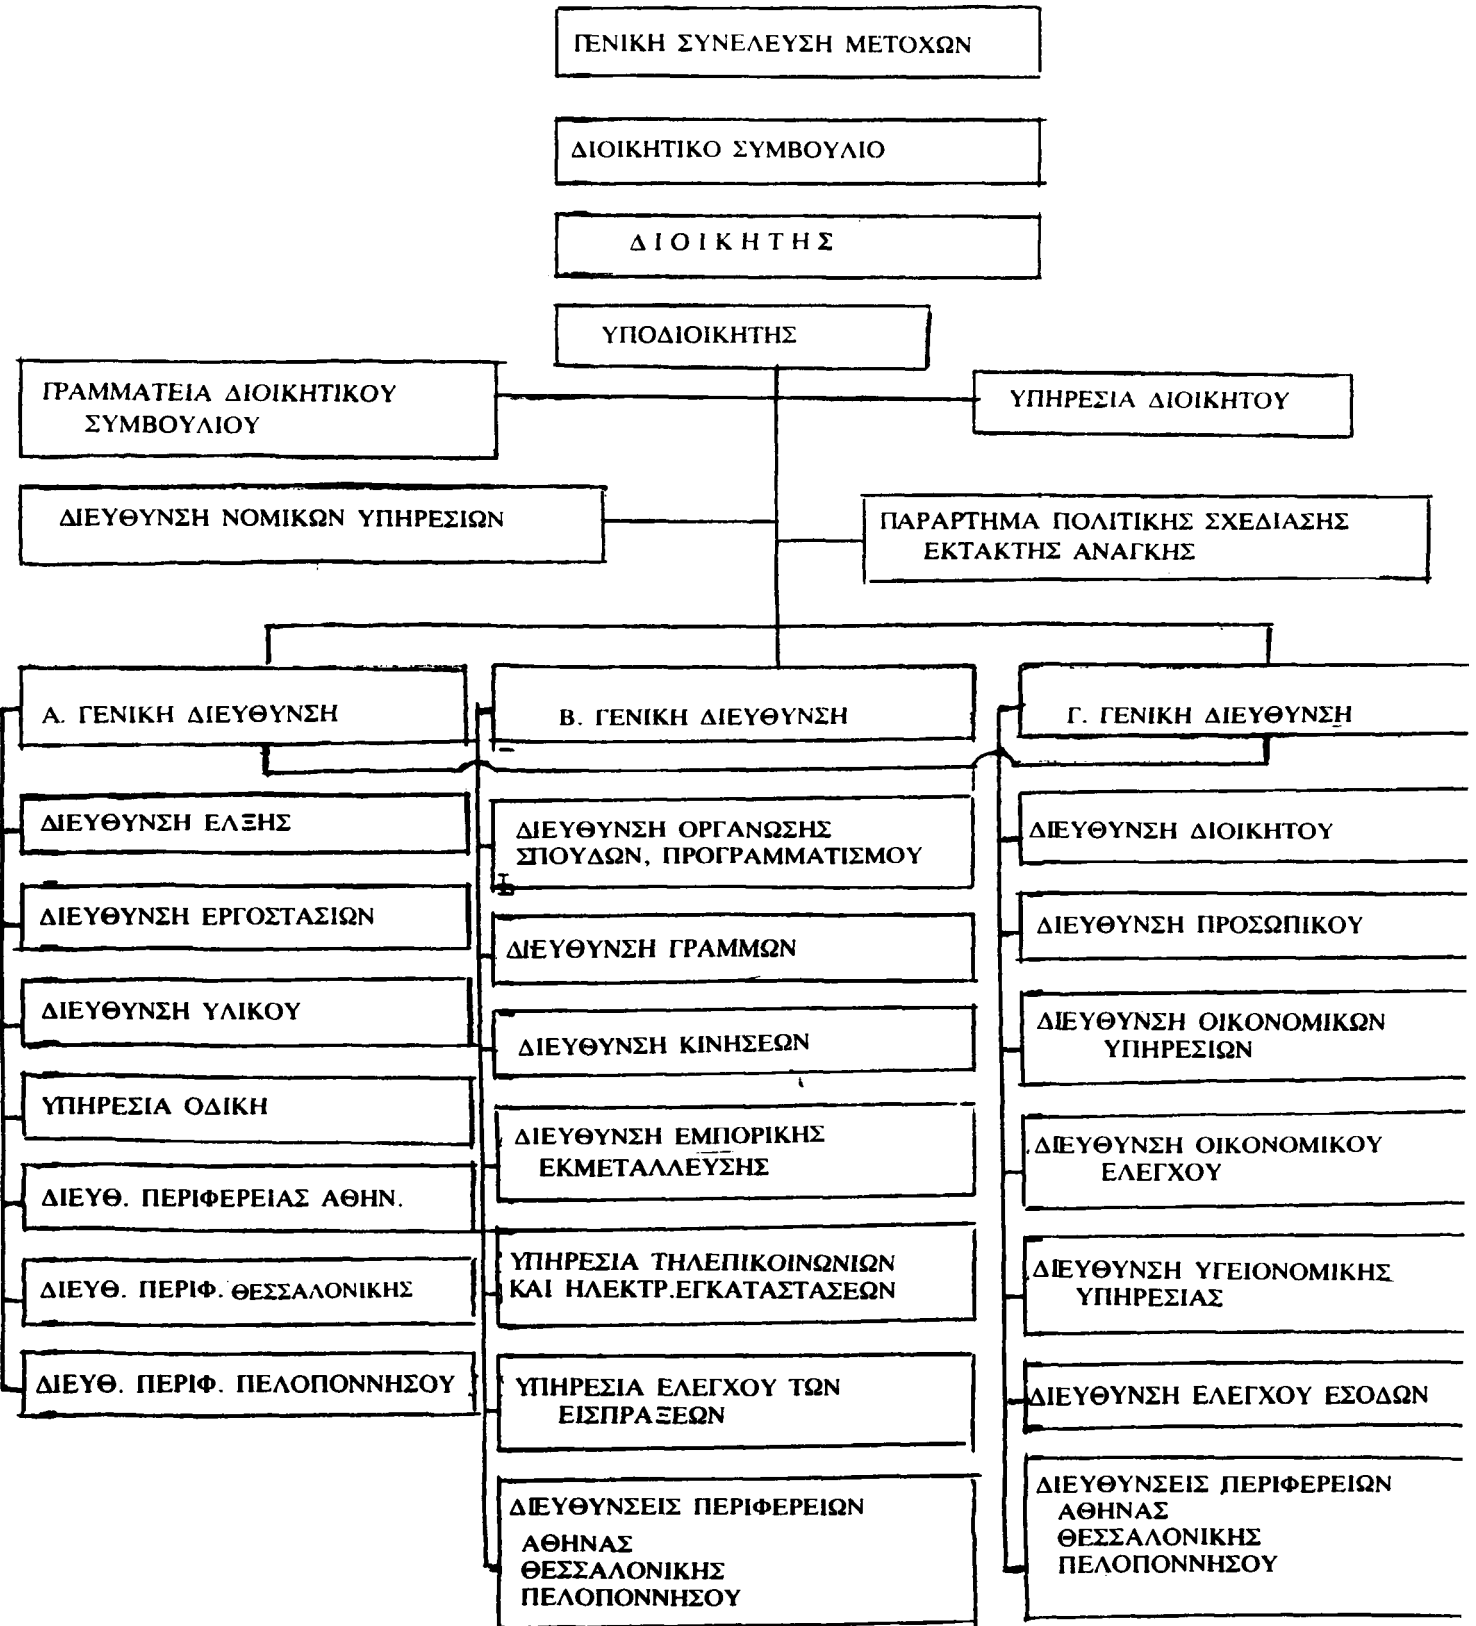 ΓΕΝΙΚΗ ΣΥΝΕΛΕΥΣΗ ΜΕΤΟΧΩΝ
ΔΙΟΙΚΗΤΙΚΟ ΣΥΜΒΟΥΛΙΟ
ΔΙΟΙΚΗΤΗΣ
ΥΠΟΔΙΟΙΚΗΤΗΣ
ΓΡΑΜΜΑΤΕΙΑ ΔΙΟΙΚΗΤΙΚΟΥ
ΣΥΜΒΟΥΛΙΟΥ
ΥΠΗΡΕΣΙΑ ΔΙΟΙΚΗΤΟΥ
ΔΙΕΥΘΥΝΣΗ ΝΟΜΙΚΩΝ ΥΠΗΡΕΣΙΩΝ
ΠΑΡΑΡΤΗΜΑ ΠΟΛΙΤΙΚΗΣ ΣΧΕΔΙΑΣΗΣ
ΕΚΤΑΚΤΗΣ ΑΝΑΓΚΗΣ
Α. ΓΕΝΙΚΗ ΔΙΕΥΘΥΝΣΗ
ΔΙΕΥΘΥΝΣΗ ΕΛΞΗΣ
ΔΙΕΥΘΥΝΣΗ ΕΡΓΟΣΤΑΣΙΩΝ
ΔΙΕΥΘΥΝΣΗ ΥΛΙΚΟΥ
ΥΠΗΡΕΣΙΑ ΟΔΙΚΗ
ΔΙΕΥΘ. ΠΕΡΙΦΕΡΕΙΑΣ ΑΘΗΝ.
ΔΙΕΥΘ. ΠΕΡΙΦ. ΘΕΣΣΑΛΟΝΙΚΗΣ
ΔΙΕΥΘ. ΠΕΡΙΦ. ΠΕΛΟΠΟΝΝΗΣΟΥ
Β. ΓΕΝΙΚΗ ΔΙΕΥΘΥΝΣΗ
ΔΙΕΥΘΥΝΣΗ ΟΡΓΑΝΩΣΗΣ
ΣΠΟΥΔΩΝ, ΠΡΟΓΡΑΜΜΑΤΙΣΜΟΥ
ΔΙΕΥΘΥΝΣΗ ΓΡΑΜΜΩΝ
ΔΙΕΥΘΥΝΣΗ ΚΙΝΗΣΕΩΝ
ΔΙΕΥΘΥΝΣΗ ΕΜΠΟΡΙΚΗΣ
ΕΚΜΕΤΑΛΛΕΥΣΗΣ
ΥΠΗΡΕΣΙΑ ΤΗΛΕΠΙΚΟΙΝΩΝΙΩΝ
ΚΑΙ ΗΛΕΚΤΡ.ΕΓΚΑΤΑΣΤΑΣΕΩΝ
ΥΠΗΡΕΣΙΑ ΕΛΕΓΧΟΥ ΤΩΝ
ΕΙΣΠΡΑΞΕΩΝ
ΔΙΕΥΘΥΝΣΕΙΣ ΠΕΡΙΦΕΡΕΙΩΝ
ΑΘΗΝΑΣ
ΘΕΣΣΑΛΟΝΙΚΗΣ
ΠΕΛΟΠΟΝΝΗΣΟΥ
Γ. ΓΕΝΙΚΗ ΔΙΕΥΘΥΝΣΗ
ΔΙΕΥΘΥΝΣΗ ΔΙΟΙΚΗΤΟΥ
ΔΙΕΥΘΥΝΣΗ ΠΡΟΣΩΠΙΚΟΥ
ΔΙΕΥΘΥΝΣΗ ΟΙΚΟΝΟΜΙΚΩΝ
ΥΠΗΡΕΣΙΩΝ
ΔΙΕΥΘΥΝΣΗ ΟΙΚΟΝΟΜΙΚΟΥ
ΕΛΕΓΧΟΥ
ΔΙΕΥΘΥΝΣΗ ΥΓΕΙΟΝΟΜΙΚΗΣ
ΥΠΗΡΕΣΙΑΣ
ΔΙΕΥΘΥΝΣΗ ΕΛΕΓΧΟΥ ΕΣΟΔΩΝ
ΔΙΕΥΘΥΝΣΕΙΣ ΠΕΡΙΦΕΡΕΙΩΝ
ΑΘΗΝΑΣ
ΘΕΣΣΑΛΟΝΙΚΗΣ
ΠΕΛΟΠΟΝΝΗΣΟΥ